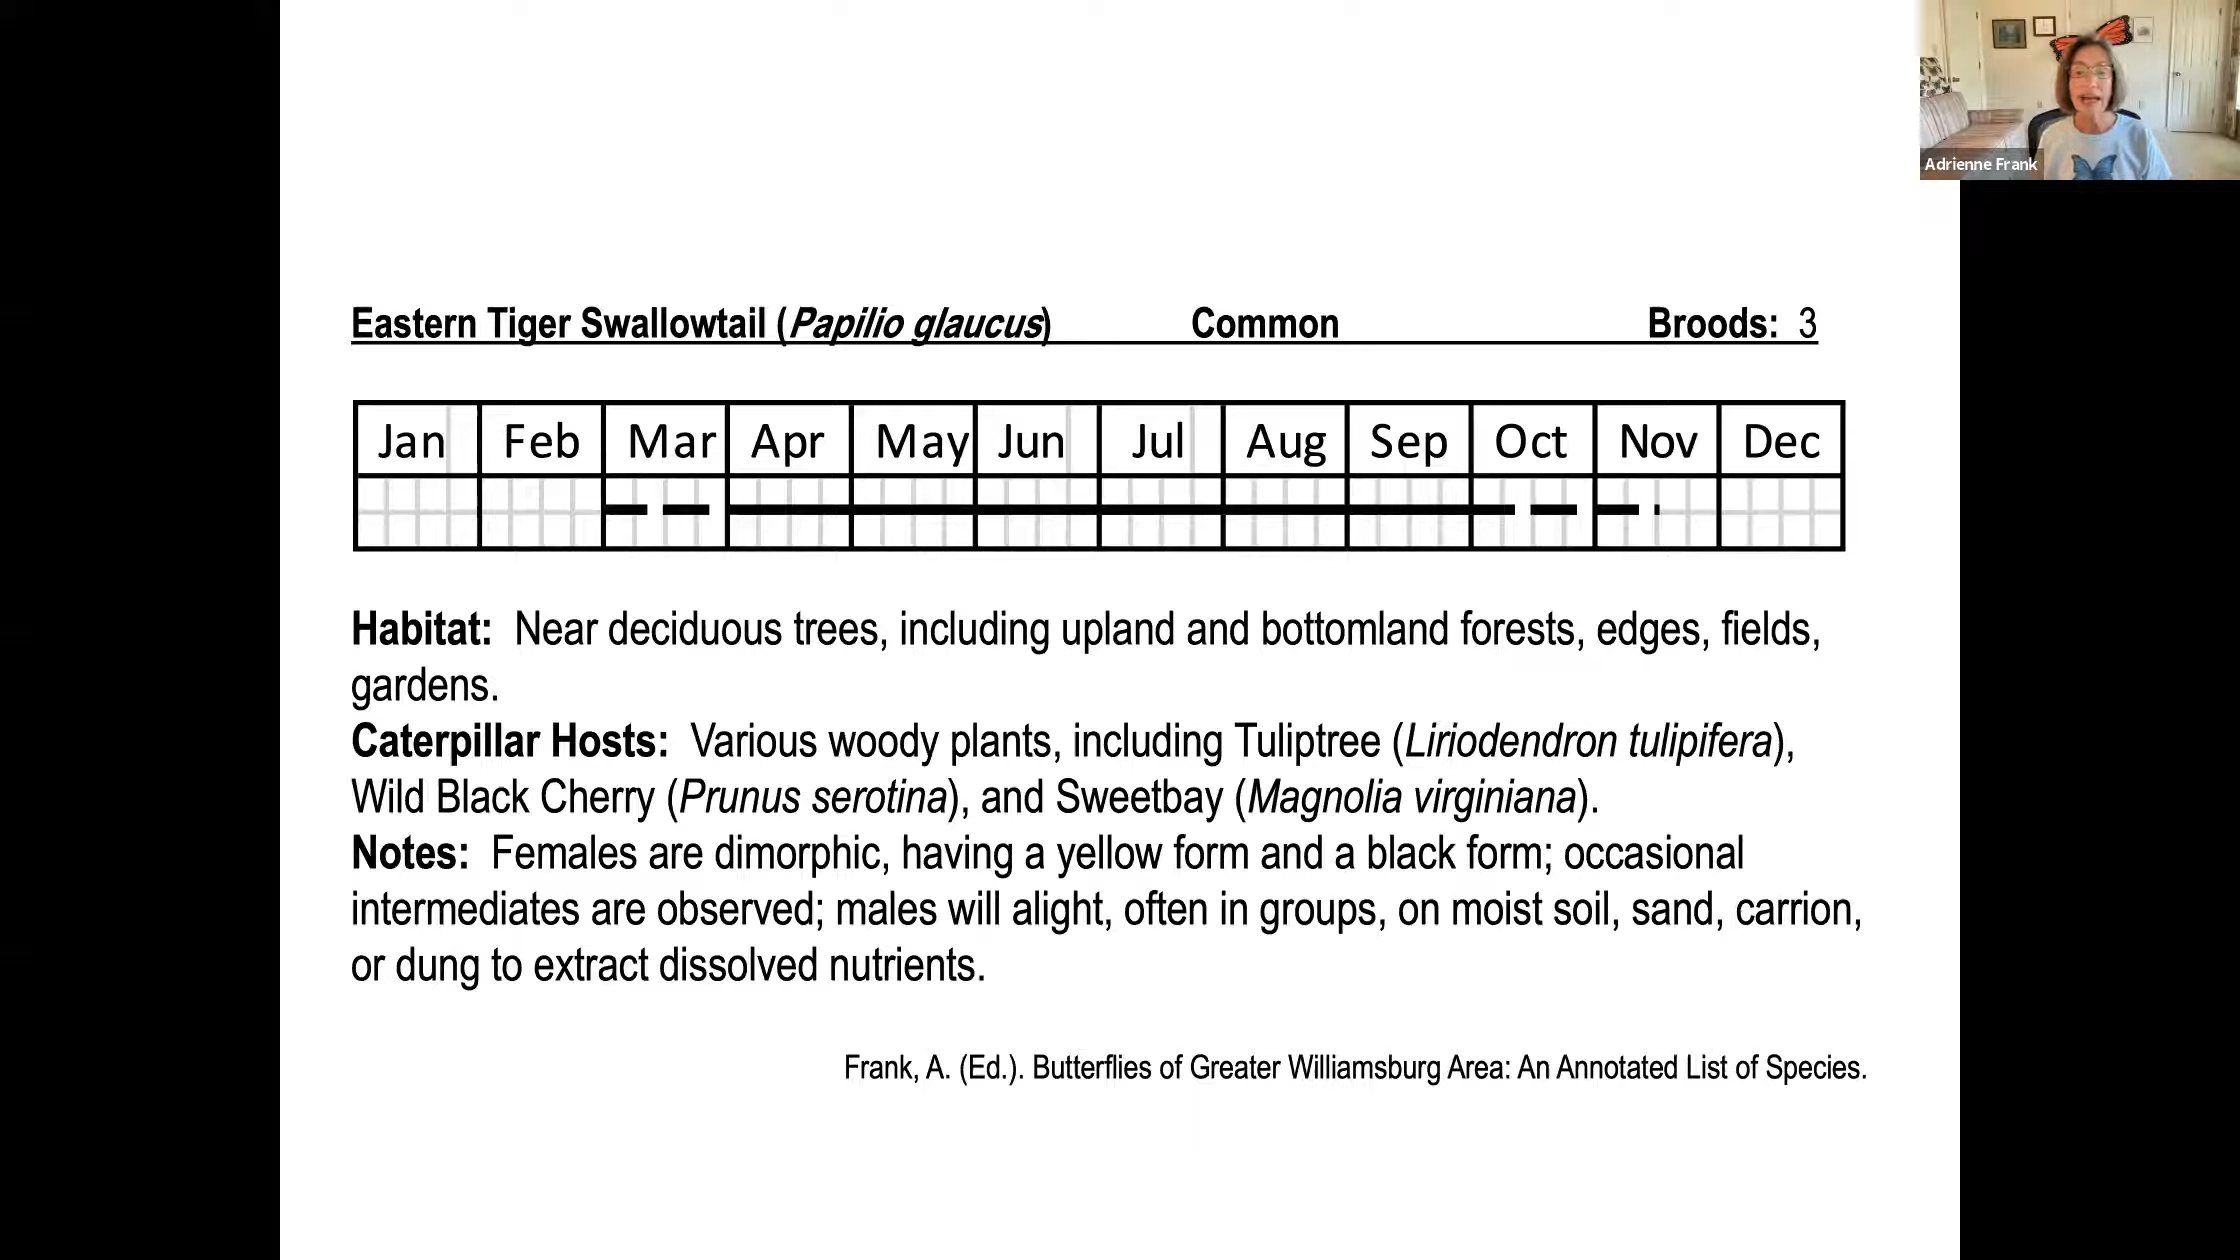 Adrienne Frank
Eastern Tiger Swallowtail (Papilio glaucus) Common Broods: 3
Jan Feb Mar Apr May Jun Jul Aug Sep Oct Nov Dec
Habitat: Near deciduous trees, including upland and bottomland forests, edges, fields,
gardens.
Caterpillar Hosts: Various woody plants, including Tuliptree (Liriodendron tulipifera),
Wild Black Cherry (Prunus serotina), and Sweetbay (Magnolia virginiana).
Notes: Females are dimorphic, having a yellow form and a black form; occasional
intermediates are observed; males will alight, often in groups, on moist soil, sand, carrion,
or dung to extract dissolved nutrients.
Frank, A. (Ed.). Butterflies of Greater Williamsburg Area: An Annotated List of Species.